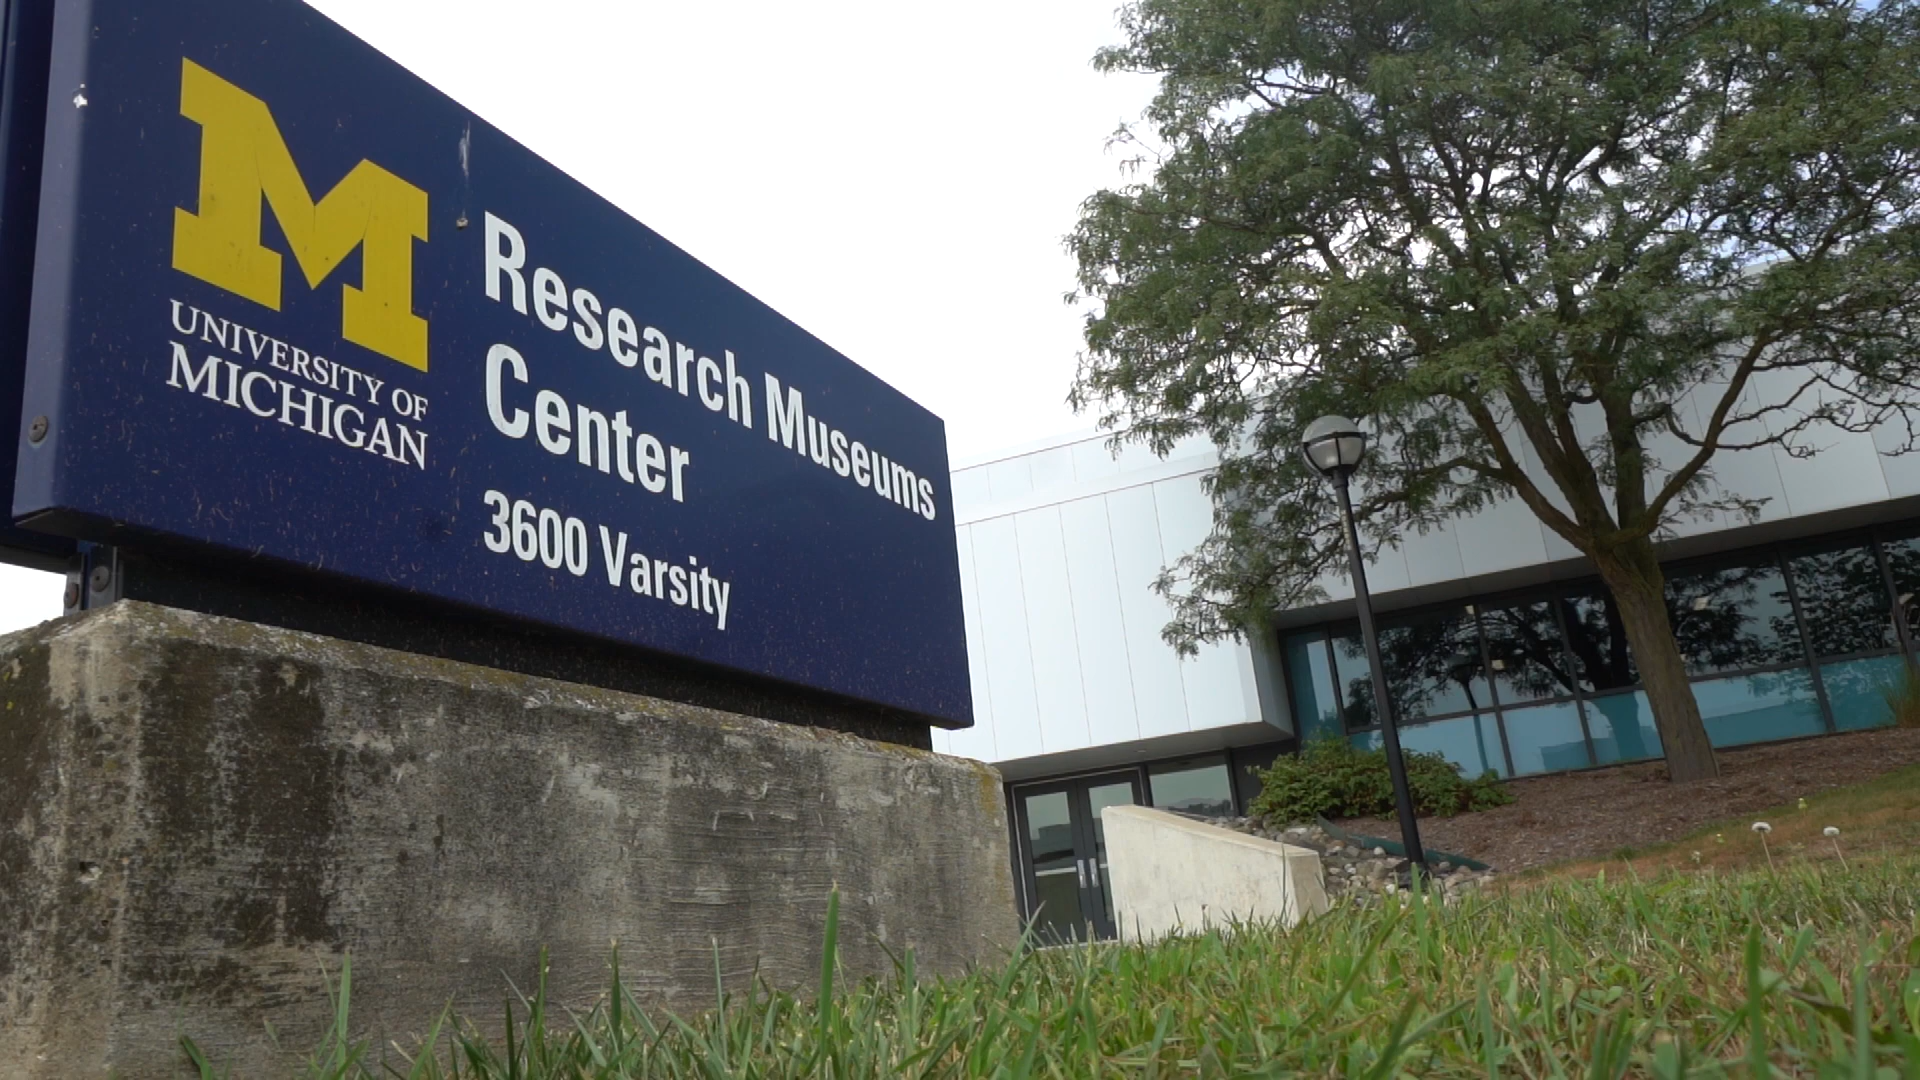 M
UNIVERSITY OF
MICHIGAN
Research Museums
Center
3600 Varsity